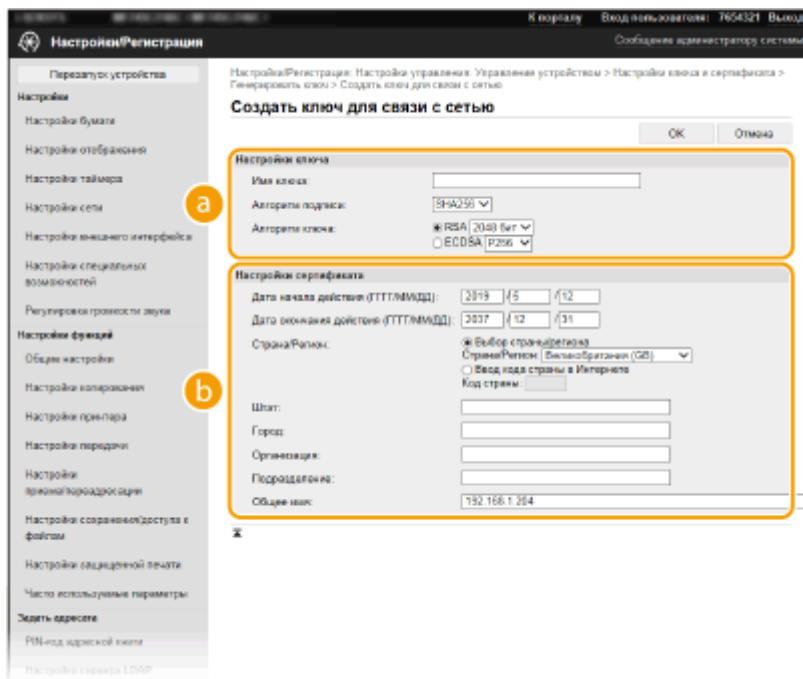 К порталу Вход пользователя: 7654321 Выход
Настройки/Регистрация
Сообщение администратору системы
Перезапуск устройства
Настройки
Настройки бумаги
Настройки отображения
Настройки таймера
Настройки сети
Настройки внешнего интерфейса
Настройки специальных
возможностей
Регулировка громкости звука
Настройки функций
Общие настройки
Настройки копирования
Настройки принтера
Настройки передачи
Настройки
приема/переадресации
Настройки сохранения/доступа к
файлам
Настройки защищенной печати
Часто используемые параметры
Задать адресата
PIN-код адресной книги
Настройки сервера LDAP
Настройки/Регистрация: Настройки управления: Управление устройством > Настройки ключа и сертификата >
Генерировать ключ > Создать ключ для связи с сетью
Создать ключ для связи с сетью
OK Отмена
a
Настройки ключа
Имя ключа:
Алгоритм подписи: SHA256
Алгоритм ключа: RSA 2048 бит
ECDSA P256
b
Настройки сертификата
Дата начала действия (ГГГГ/ММ/ДД): 2019 / 5 / 12
Дата окончания действия (ГГГГ/ММ/ДД): 2037 / 12 / 31
Страна/Регион: Выбор страны/региона
Страна/Регион: Великобритания (GB)
Ввод кода страны в Интернете
Код страны:
Штат:
Город:
Организация:
Подразделение:
Общее имя: 192.168.1.204